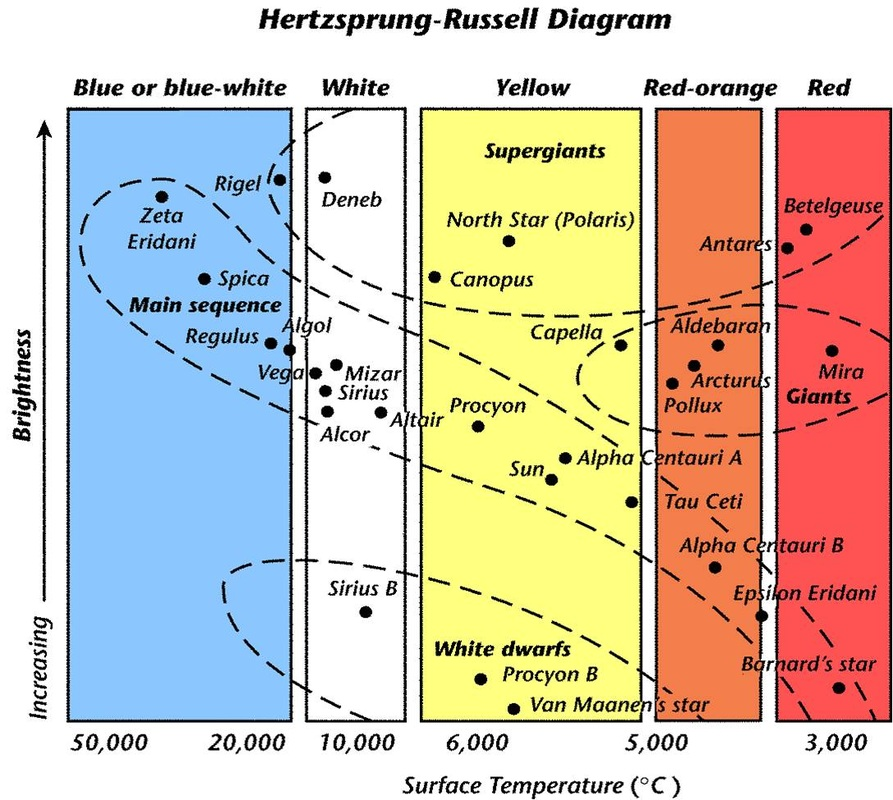 Hertzsprung-Russell Diagram
Blue or blue-white
White
Yellow
Red-orange
Red
Supergiants
Rigel
Deneb
Zeta
Eridani
North Star (Polaris)
Betelgeuse
Antares
Spica
Canopus
Main sequence
Regulus
Algol
Capella
Aldebaran
Vega
Mizar
Sirius
Arcturus
Mira
Giants
Pollux
Alcor
Altair
Procyon
Sun
Alpha Centauri A
Tau Ceti
Alpha Centauri B
Sirius B
Epsilon Eridani
White dwarfs
Procyon B
Barnard's star
Van Maanen's star
Brightness
Increasing
50,000
20,000
10,000
6,000
5,000
3,000
Surface Temperature (°C )